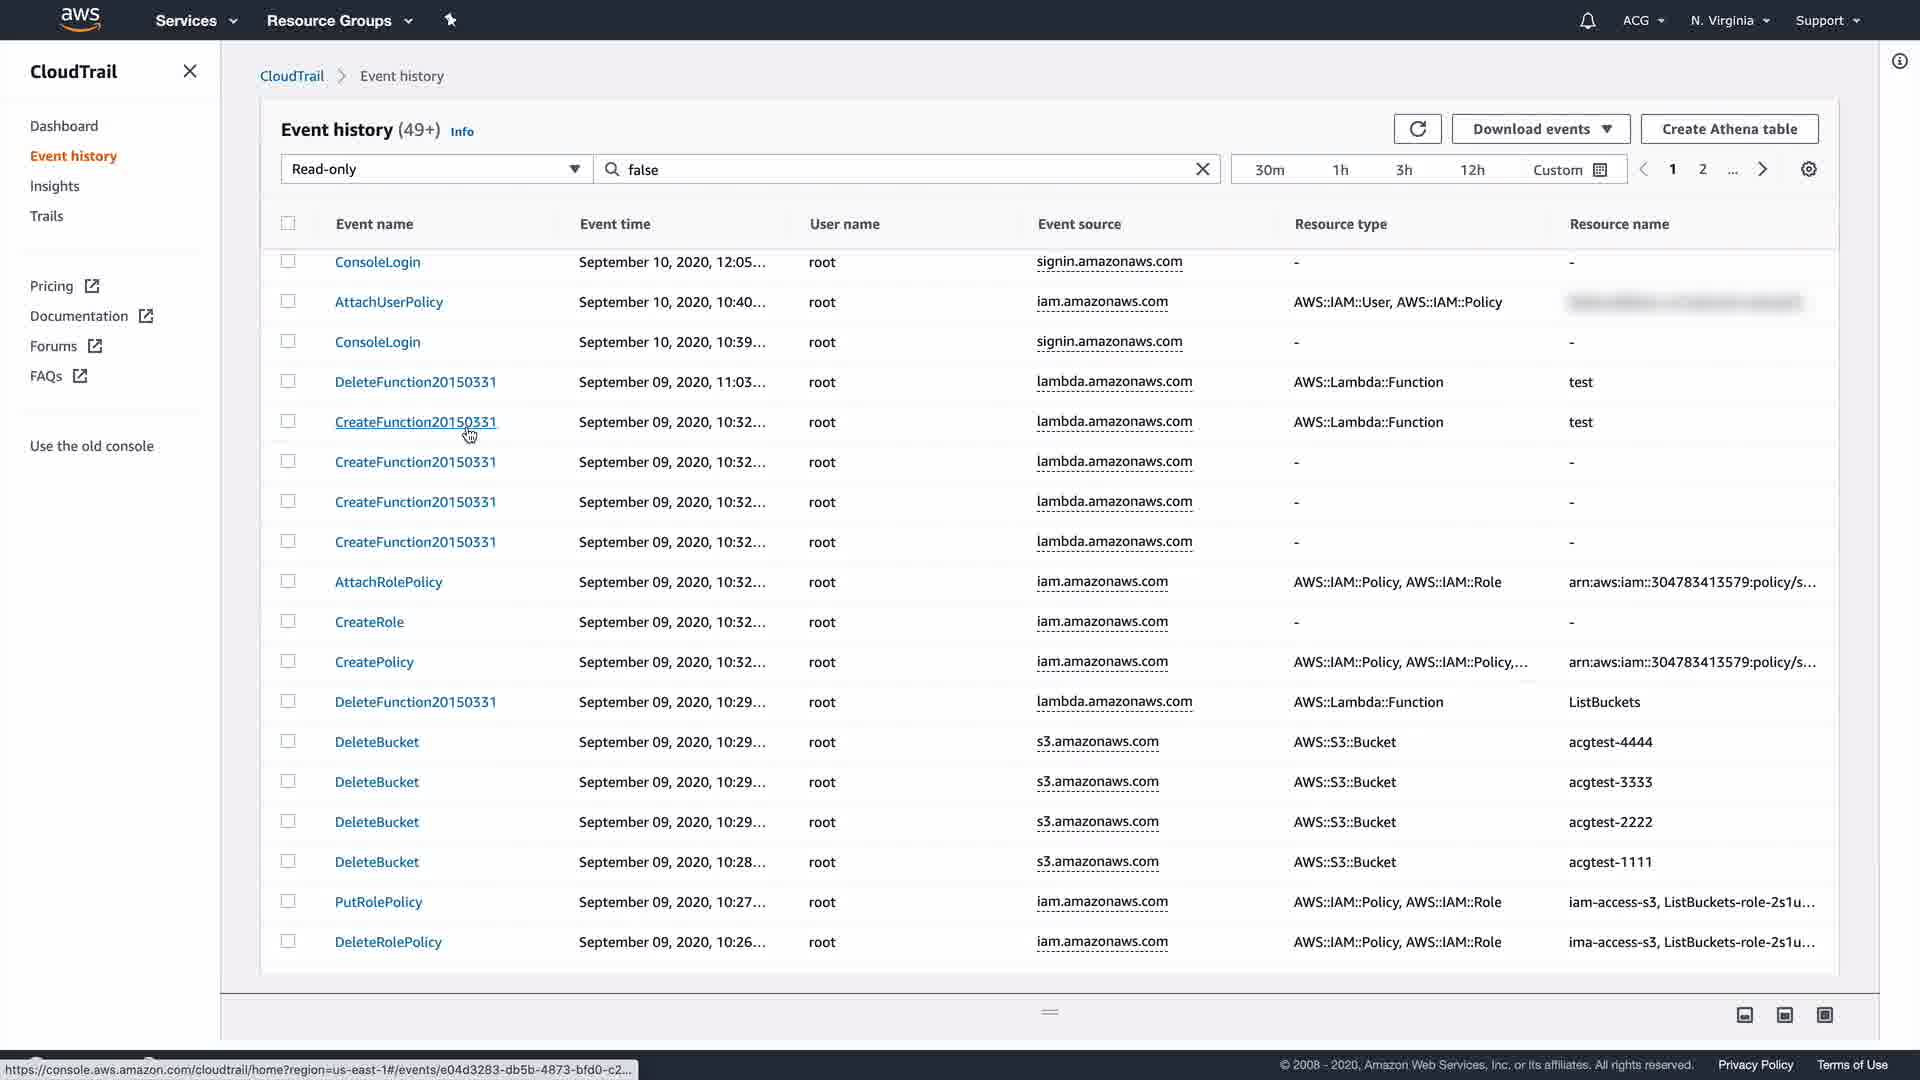 aws Services Resource Groups ACG N. Virginia Support
CloudTrail
Dashboard
Event history
Insights
Trails
Pricing
Documentation
Forums
FAQs
Use the old console
CloudTrail Event history
Event history (49+) Info Download events Create Athena table
Read-only false 30m 1h 3h 12h Custom 1 2 ...
Event name Event time User name Event source Resource type Resource name
ConsoleLogin September 10, 2020, 12:05... root signin.amazonaws.com - -
AttachUserPolicy September 10, 2020, 10:40... root iam.amazonaws.com AWS::IAM::User, AWS::IAM::Policy
ConsoleLogin September 10, 2020, 10:39... root signin.amazonaws.com - -
DeleteFunction20150331 September 09, 2020, 11:03... root lambda.amazonaws.com AWS::Lambda::Function test
CreateFunction20150331 September 09, 2020, 10:32... root lambda.amazonaws.com AWS::Lambda::Function test
CreateFunction20150331 September 09, 2020, 10:32... root lambda.amazonaws.com - -
CreateFunction20150331 September 09, 2020, 10:32... root lambda.amazonaws.com - -
CreateFunction20150331 September 09, 2020, 10:32... root lambda.amazonaws.com - -
AttachRolePolicy September 09, 2020, 10:32... root iam.amazonaws.com AWS::IAM::Policy, AWS::IAM::Role arn:aws:iam::304783413579:policy/s...
CreateRole September 09, 2020, 10:32... root iam.amazonaws.com - -
CreatePolicy September 09, 2020, 10:32... root iam.amazonaws.com AWS::IAM::Policy, AWS::IAM::Policy,... arn:aws:iam::304783413579:policy/s...
DeleteFunction20150331 September 09, 2020, 10:29... root lambda.amazonaws.com AWS::Lambda::Function ListBuckets
DeleteBucket September 09, 2020, 10:29... root s3.amazonaws.com AWS::S3::Bucket acgtest-4444
DeleteBucket September 09, 2020, 10:29... root s3.amazonaws.com AWS::S3::Bucket acgtest-3333
DeleteBucket September 09, 2020, 10:29... root s3.amazonaws.com AWS::S3::Bucket acgtest-2222
DeleteBucket September 09, 2020, 10:28... root s3.amazonaws.com AWS::S3::Bucket acgtest-1111
PutRolePolicy September 09, 2020, 10:27... root iam.amazonaws.com AWS::IAM::Policy, AWS::IAM::Role iam-access-s3, ListBuckets-role-2s1u...
DeleteRolePolicy September 09, 2020, 10:26... root iam.amazonaws.com AWS::IAM::Policy, AWS::IAM::Role ima-access-s3, ListBuckets-role-2s1u...
https://console.aws.amazon.com/cloudtrail/home?region=us-east-1#/events/e04d3283-db5b-4873-bfd0-c2...
© 2008 - 2020, Amazon Web Services, Inc. or its affiliates. All rights reserved. Privacy Policy Terms of Use